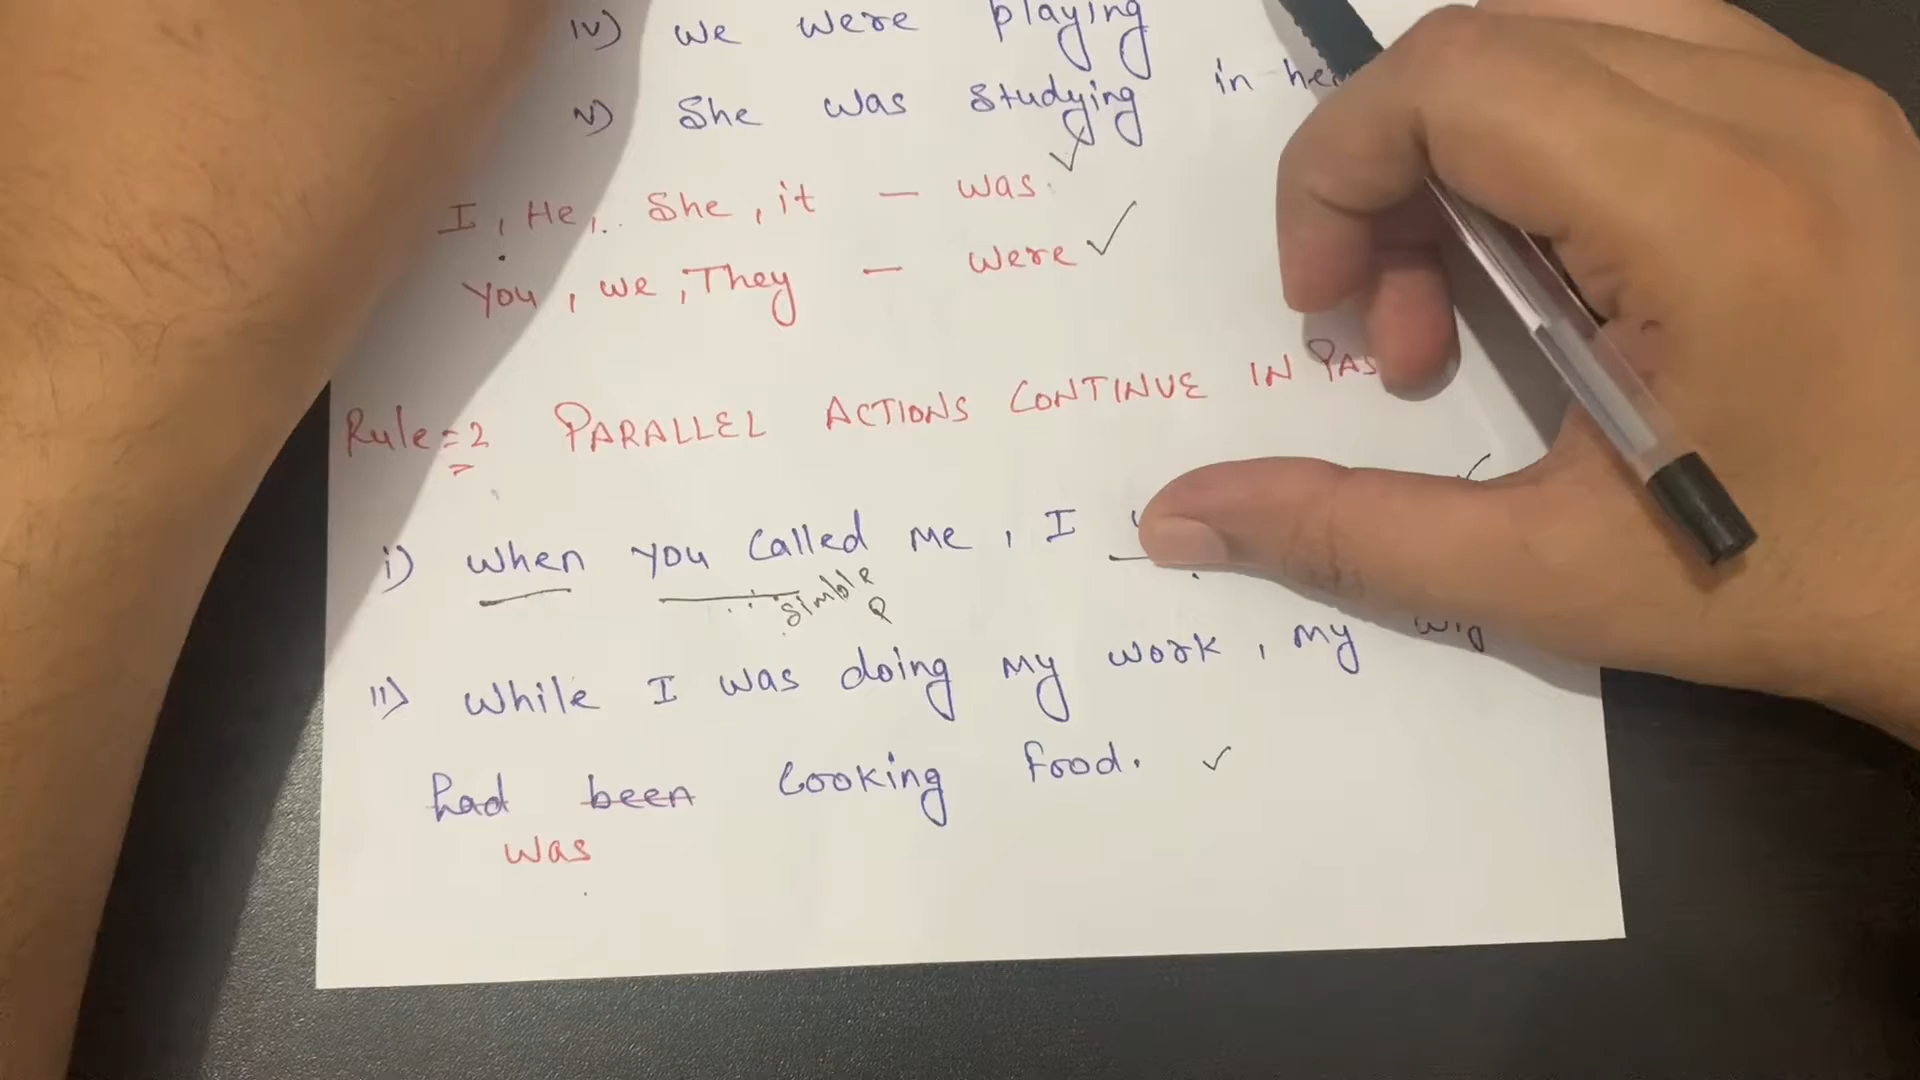 iv) we were playing
v) She was studying in her
I, He, She, it — was
You, we, They — were
Rule=2 PARALLEL ACTIONS CONTINUE IN PAS
i) when you called me, I
simple
P
ii) while I was doing my work, my
had been cooking food.
was